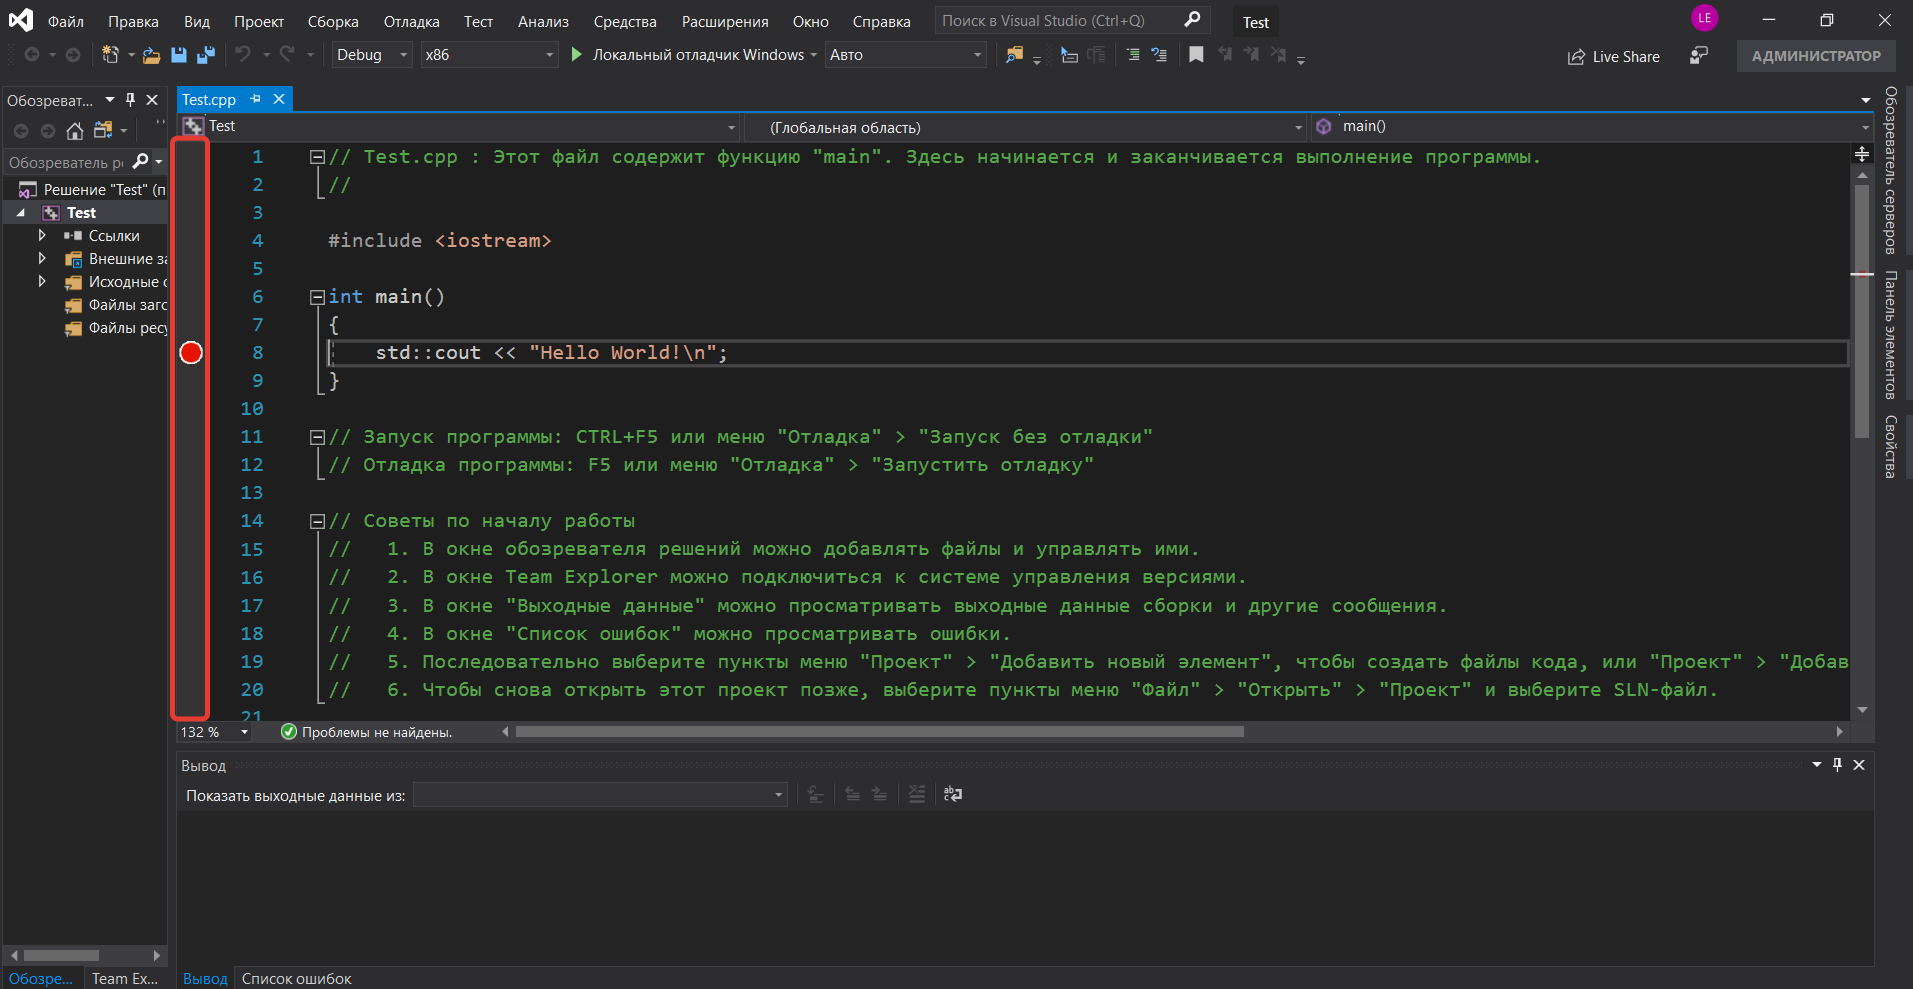 Файл Правка Вид Проект Сборка Отладка Тест Анализ Средства Расширения Окно Справка Поиск в Visual Studio (Ctrl+Q) Test LE
Debug x86 Локальный отладчик Windows Авто Live Share АДМИНИСТРАТОР
Обозреват...
Обозреватель ре
Решение "Test" (п
Test
Ссылки
Внешние за
Исходные ф
Файлы заго
Файлы ресу
Обозре... Team Ex...
Test.cpp
Test (Глобальная область) main()
1 // Test.cpp : Этот файл содержит функцию "main". Здесь начинается и заканчивается выполнение программы.
2 //
3
4 #include <iostream>
5
6 int main()
7 {
8 std::cout << "Hello World!\n";
9 }
10
11 // Запуск программы: CTRL+F5 или меню "Отладка" > "Запуск без отладки"
12 // Отладка программы: F5 или меню "Отладка" > "Запустить отладку"
13
14 // Советы по началу работы
15 // 1. В окне обозревателя решений можно добавлять файлы и управлять ими.
16 // 2. В окне Team Explorer можно подключиться к системе управления версиями.
17 // 3. В окне "Выходные данные" можно просматривать выходные данные сборки и другие сообщения.
18 // 4. В окне "Список ошибок" можно просматривать ошибки.
19 // 5. Последовательно выберите пункты меню "Проект" > "Добавить новый элемент", чтобы создать файлы кода, или "Проект" > "Добав
20 // 6. Чтобы снова открыть этот проект позже, выберите пункты меню "Файл" > "Открыть" > "Проект" и выберите SLN-файл.
21
132 % Проблемы не найдены.
Вывод
Показать выходные данные из:
Вывод Список ошибок
Обозреватель серверов
Панель элементов
Свойства